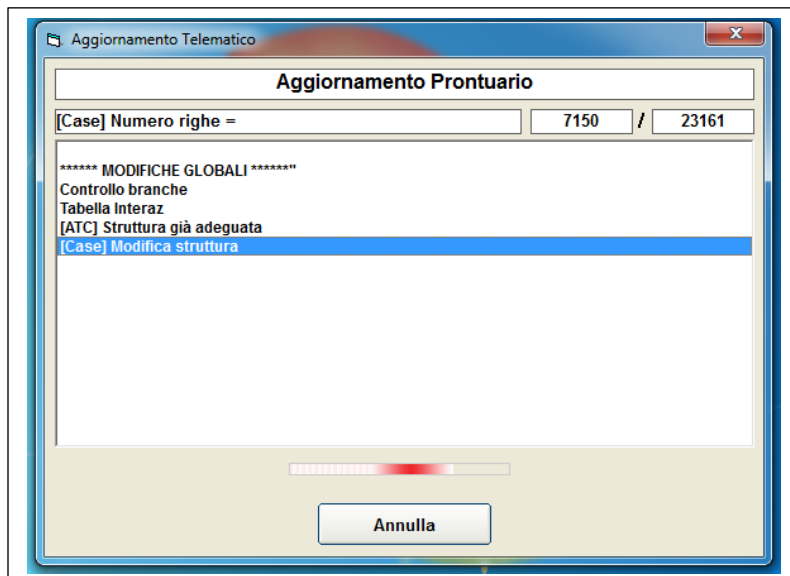 Aggiornamento Telematico
Aggiornamento Prontuario
[Case] Numero righe = 7150 / 23161
****** MODIFICHE GLOBALI ******"
Controllo branche
Tabella Interaz
[ATC] Struttura già adeguata
[Case] Modifica struttura
Annulla